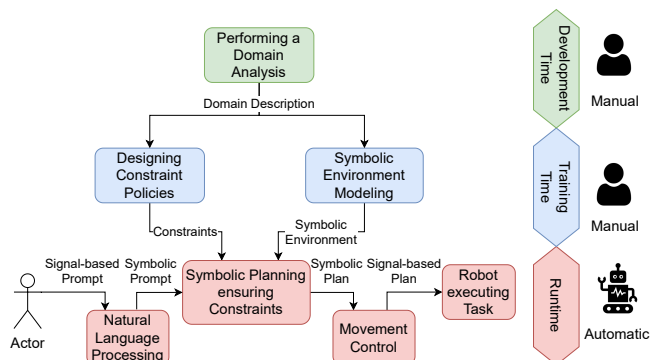 Performing a
Domain
Analysis
Domain Description
Designing
Constraint
Policies
Symbolic
Environment
Modeling
Constraints
Symbolic
Environment
Signal-based
Prompt
Symbolic
Prompt
Symbolic Planning
ensuring
Constraints
Symbolic
Plan
Signal-based
Plan
Robot
executing
Task
Actor
Natural
Language
Processing
Movement
Control
Development
Time
Manual
Training
Time
Manual
Runtime
Automatic